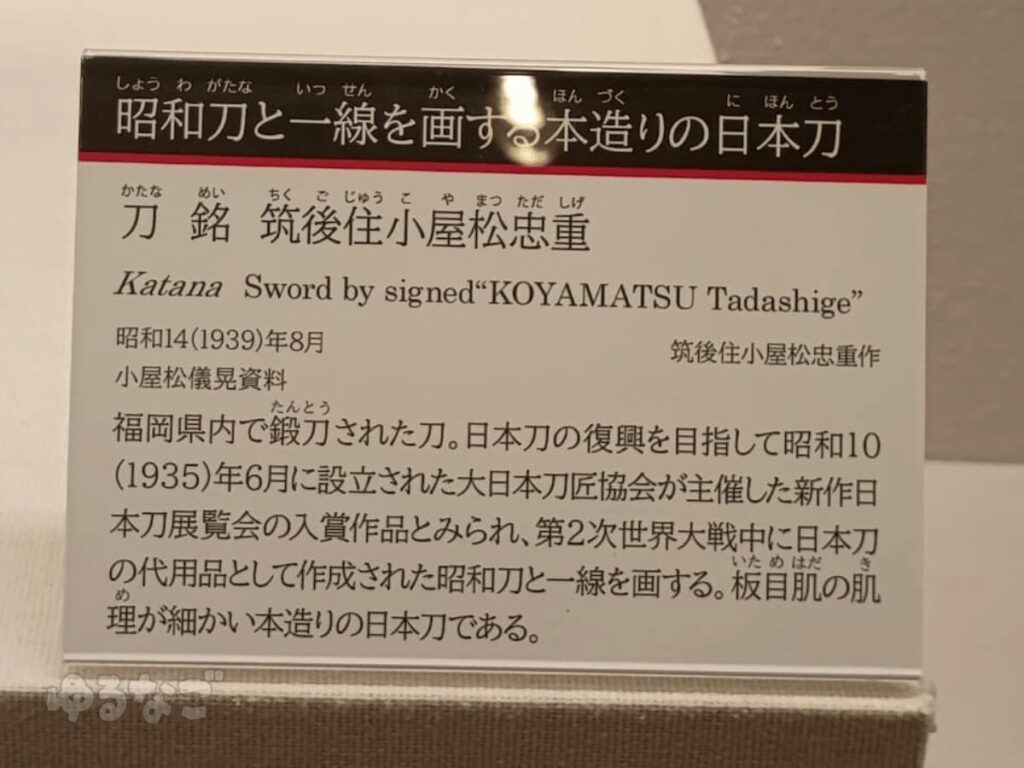 しょうわがたな いっせん かく ほんづく にほんとう
昭和刀と一線を画する本造りの日本刀
かたな めい ちくごじゅうこやまつただしげ
刀 銘 筑後住小屋松忠重
Katana Sword by signed“KOYAMATSU Tadashige”
昭和14(1939)年8月 筑後住小屋松忠重作
小屋松儀晃資料
たんとう
福岡県内で鍛刀された刀。日本刀の復興を目指して昭和10
(1935)年6月に設立された大日本刀匠協会が主催した新作日
本刀展覧会の入賞作品とみられ、第2次世界大戦中に日本刀
の代用品として作成された昭和刀と一線を画する。板目肌の肌
いためはだ き
め
理が細かい本造りの日本刀である。
ゆるなご